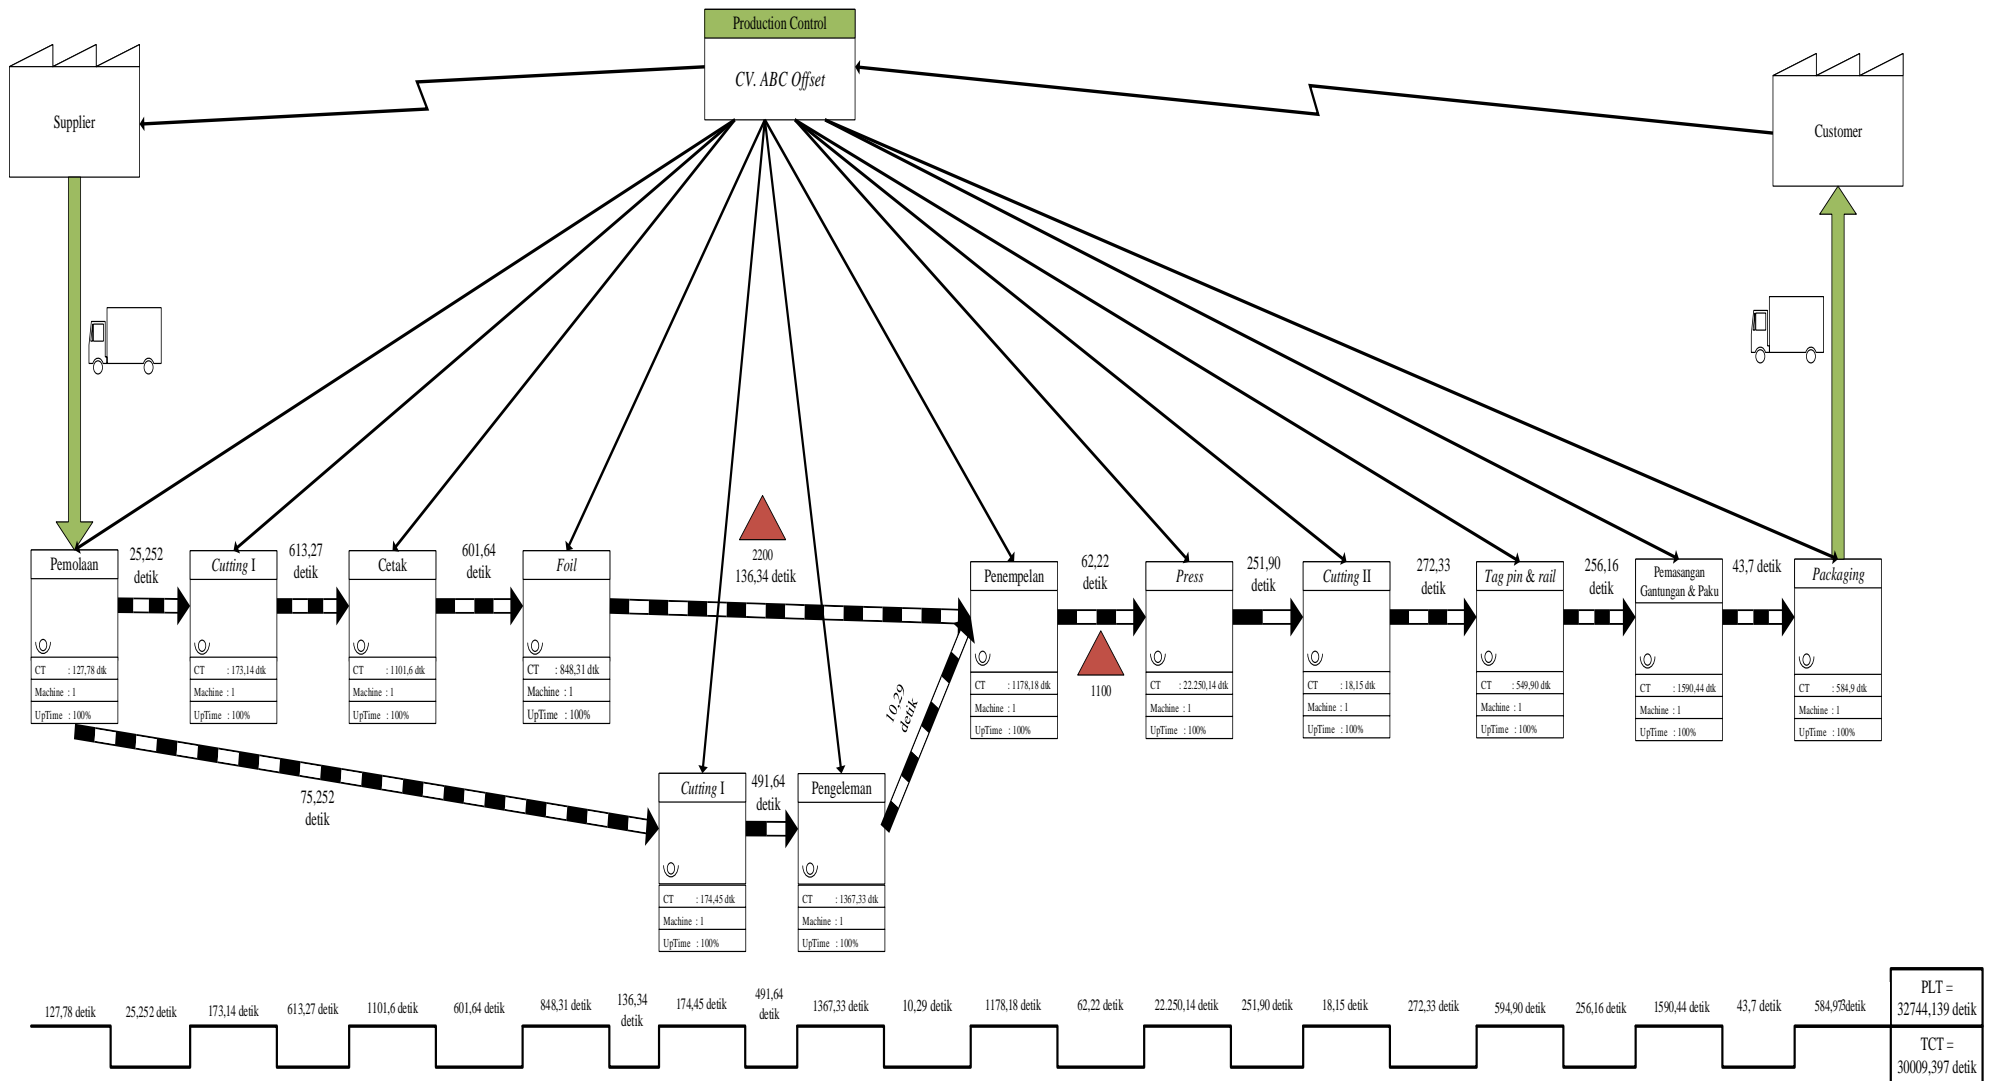 Production Control
CV. ABC Offset
Supplier
Customer
2200
136,34 detik
Pemolaan
CT : 127,78 dtk
Machine : 1
UpTime : 100%
25,252
detik
Cutting I
CT : 173,14 dtk
Machine : 1
UpTime : 100%
613,27
detik
Cetak
CT : 1101,6 dtk
Machine : 1
UpTime : 100%
601,64
detik
Foil
CT : 848,31 dtk
Machine : 1
UpTime : 100%
Penempelan
CT : 1178,18 dtk
Machine : 1
UpTime : 100%
62,22
detik
1100
Press
CT : 22.250,14 dtk
Machine : 1
UpTime : 100%
251,90
detik
Cutting II
CT : 18,15 dtk
Machine : 1
UpTime : 100%
272,33
detik
Tag pin & rail
CT : 549,90 dtk
Machine : 1
UpTime : 100%
256,16
detik
Pemasangan
Gantungan & Paku
CT : 1590,44 dtk
Machine : 1
UpTime : 100%
43,7 detik
Packaging
CT : 584,9 dtk
Machine : 1
UpTime : 100%
75,252
detik
Cutting I
CT : 174,45 dtk
Machine : 1
UpTime : 100%
491,64
detik
Pengeleman
CT : 1367,33 dtk
Machine : 1
UpTime : 100%
10,29
detik
127,78 detik
25,252 detik
173,14 detik
613,27 detik
1101,6 detik
601,64 detik
848,31 detik
136,34
detik
174,45 detik
491,64
detik
1367,33 detik
10,29 detik
1178,18 detik
62,22 detik
22.250,14 detik
251,90 detik
18,15 detik
272,33 detik
594,90 detik
256,16 detik
1590,44 detik
43,7 detik
PLT =
32744,139 detik
TCT =
30009,397 detik